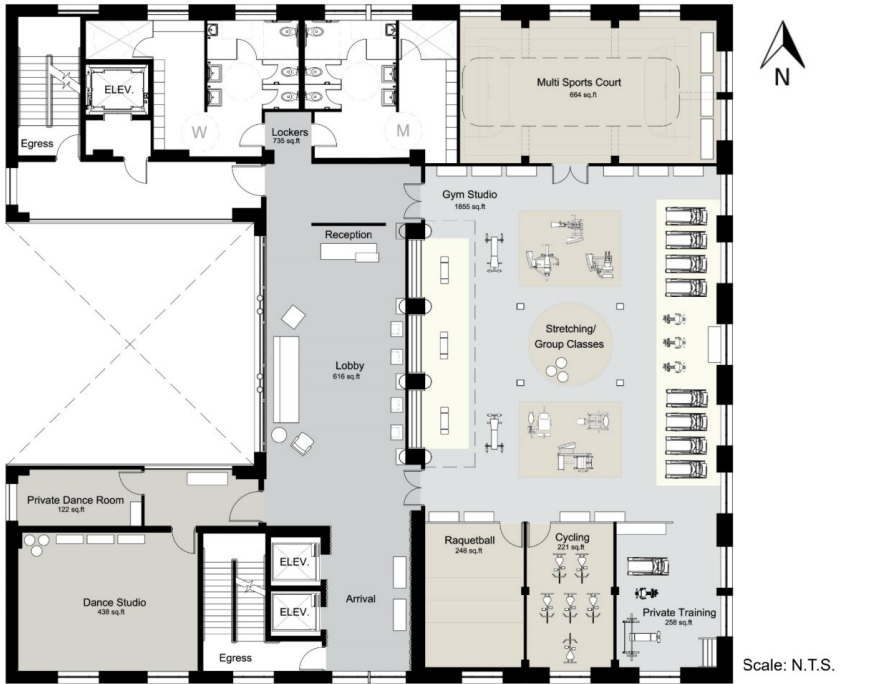 N
ELEV.
Egress
W
Lockers
735 sq.ft
M
Multi Sports Court
664 sq.ft
Gym Studio
1855 sq.ft
Reception
Stretching/
Group Classes
Lobby
616 sq.ft
Private Dance Room
122 sq.ft
Dance Studio
438 sq.ft
ELEV.
ELEV.
Egress
Arrival
Raquetball
248 sq.ft
Cycling
221 sq.ft
Private Training
258 sq.ft
Scale: N.T.S.